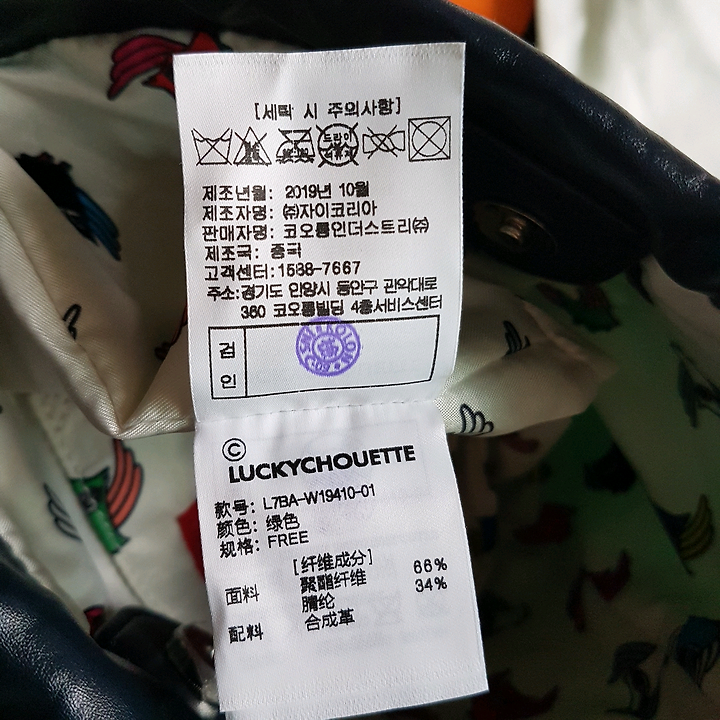 [세탁 시 주의사항]
드라이
제조년월: 2019년 10월
제조자명: ㈜자이코리아
판매자명: 코오롱인더스트리㈜
제조국: 중국
고객센터:1588-7667
주소:경기도 안양시 동안구 관악대로
360 코오롱빌딩 4층서비스센터
검
인
©
LUCKYCHOUETTE
款号: L7BA-W19410-01
颜色: 绿色
规格: FREE
[纤维成分]
面料 聚酯纤维 66%
腈纶 34%
配料 合成革